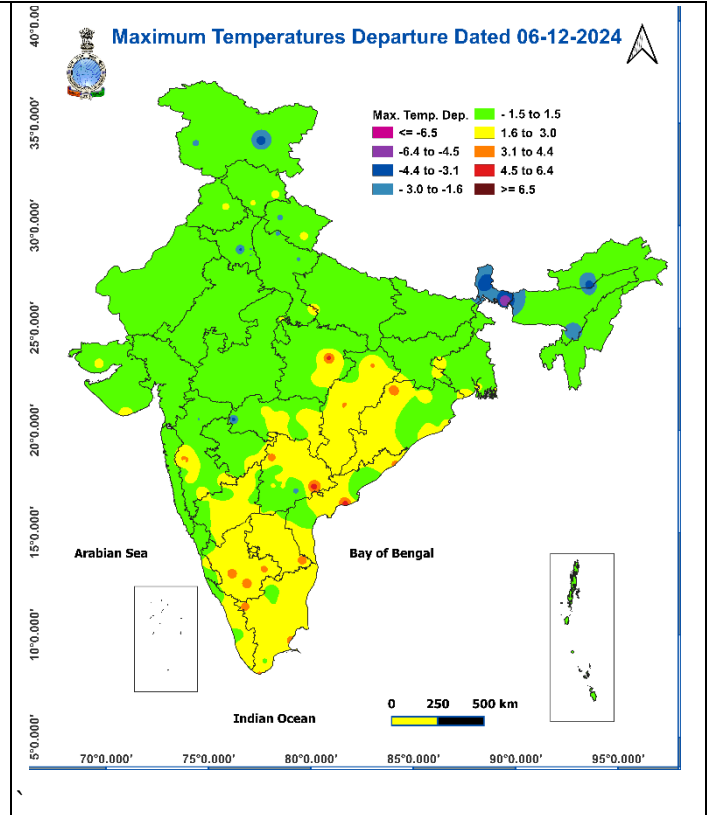 Maximum Temperatures Departure Dated 06-12-2024
Max. Temp. Dep.
<= -6.5
-6.4 to -4.5
-4.4 to -3.1
- 3.0 to -1.6
- 1.5 to 1.5
1.6 to 3.0
3.1 to 4.4
4.5 to 6.4
>= 6.5
40°0.000'
35°0.000'
30°0.000'
25°0.000'
20°0.000'
15°0.000'
10°0.000'
5°0.000'
Arabian Sea
Bay of Bengal
Indian Ocean
0 250 500 km
70°0.000' 75°0.000' 80°0.000' 85°0.000' 90°0.000' 95°0.000'
`